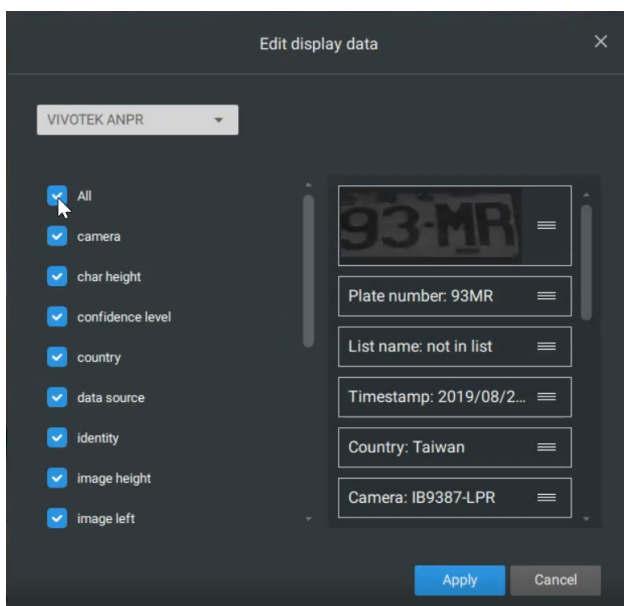 Edit display data
VIVOTEK ANPR
All
camera
char height
confidence level
country
data source
identity
image height
image left
93-MR
Plate number: 93MR
List name: not in list
Timestamp: 2019/08/2...
Country: Taiwan
Camera: IB9387-LPR
Apply
Cancel